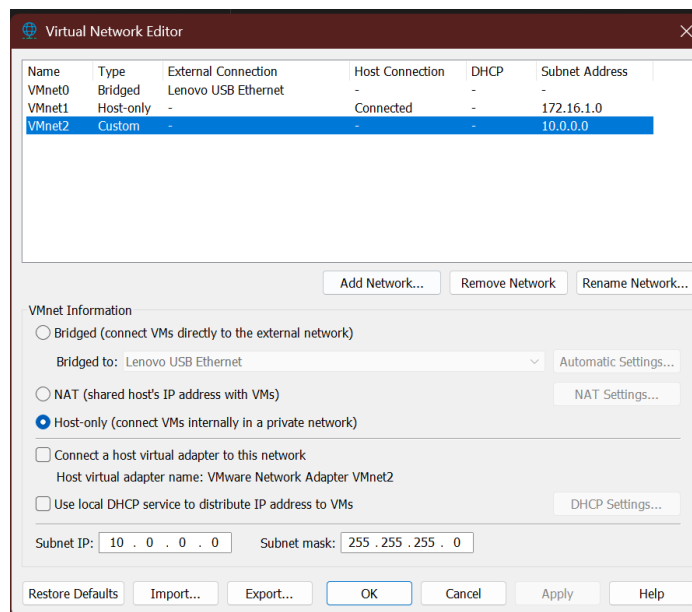 Virtual Network Editor
Name Type External Connection Host Connection DHCP Subnet Address
VMnet0 Bridged Lenovo USB Ethernet - - -
VMnet1 Host-only - Connected - 172.16.1.0
VMnet2 Custom - - - 10.0.0.0
Add Network... Remove Network Rename Network...
VMnet Information
Bridged (connect VMs directly to the external network)
Bridged to: Lenovo USB Ethernet Automatic Settings...
NAT (shared host's IP address with VMs) NAT Settings...
Host-only (connect VMs internally in a private network)
Connect a host virtual adapter to this network
Host virtual adapter name: VMware Network Adapter VMnet2
Use local DHCP service to distribute IP address to VMs DHCP Settings...
Subnet IP: 10 . 0 . 0 . 0 Subnet mask: 255 . 255 . 255 . 0
Restore Defaults Import... Export... OK Cancel Apply Help